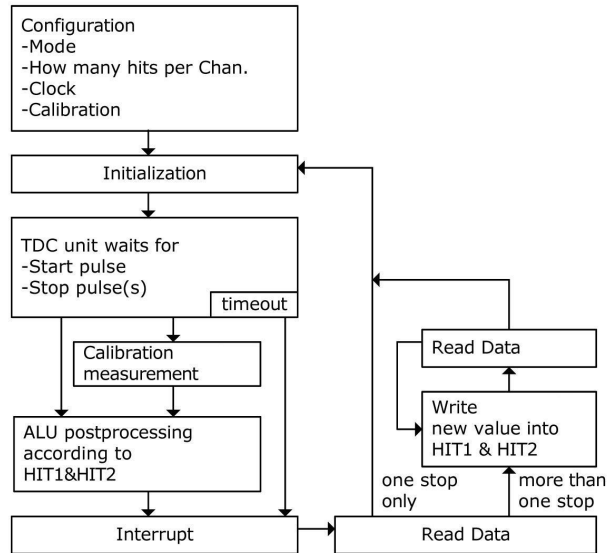 Configuration
-Mode
-How many hits per Chan.
-Clock
-Calibration
Initialization
TDC unit waits for
-Start pulse
-Stop pulse(s)
timeout
Calibration
measurement
ALU postprocessing
according to
HIT1&HIT2
Interrupt
Read Data
Write
new value into
HIT1 & HIT2
one stop
only
more than
one stop
Read Data